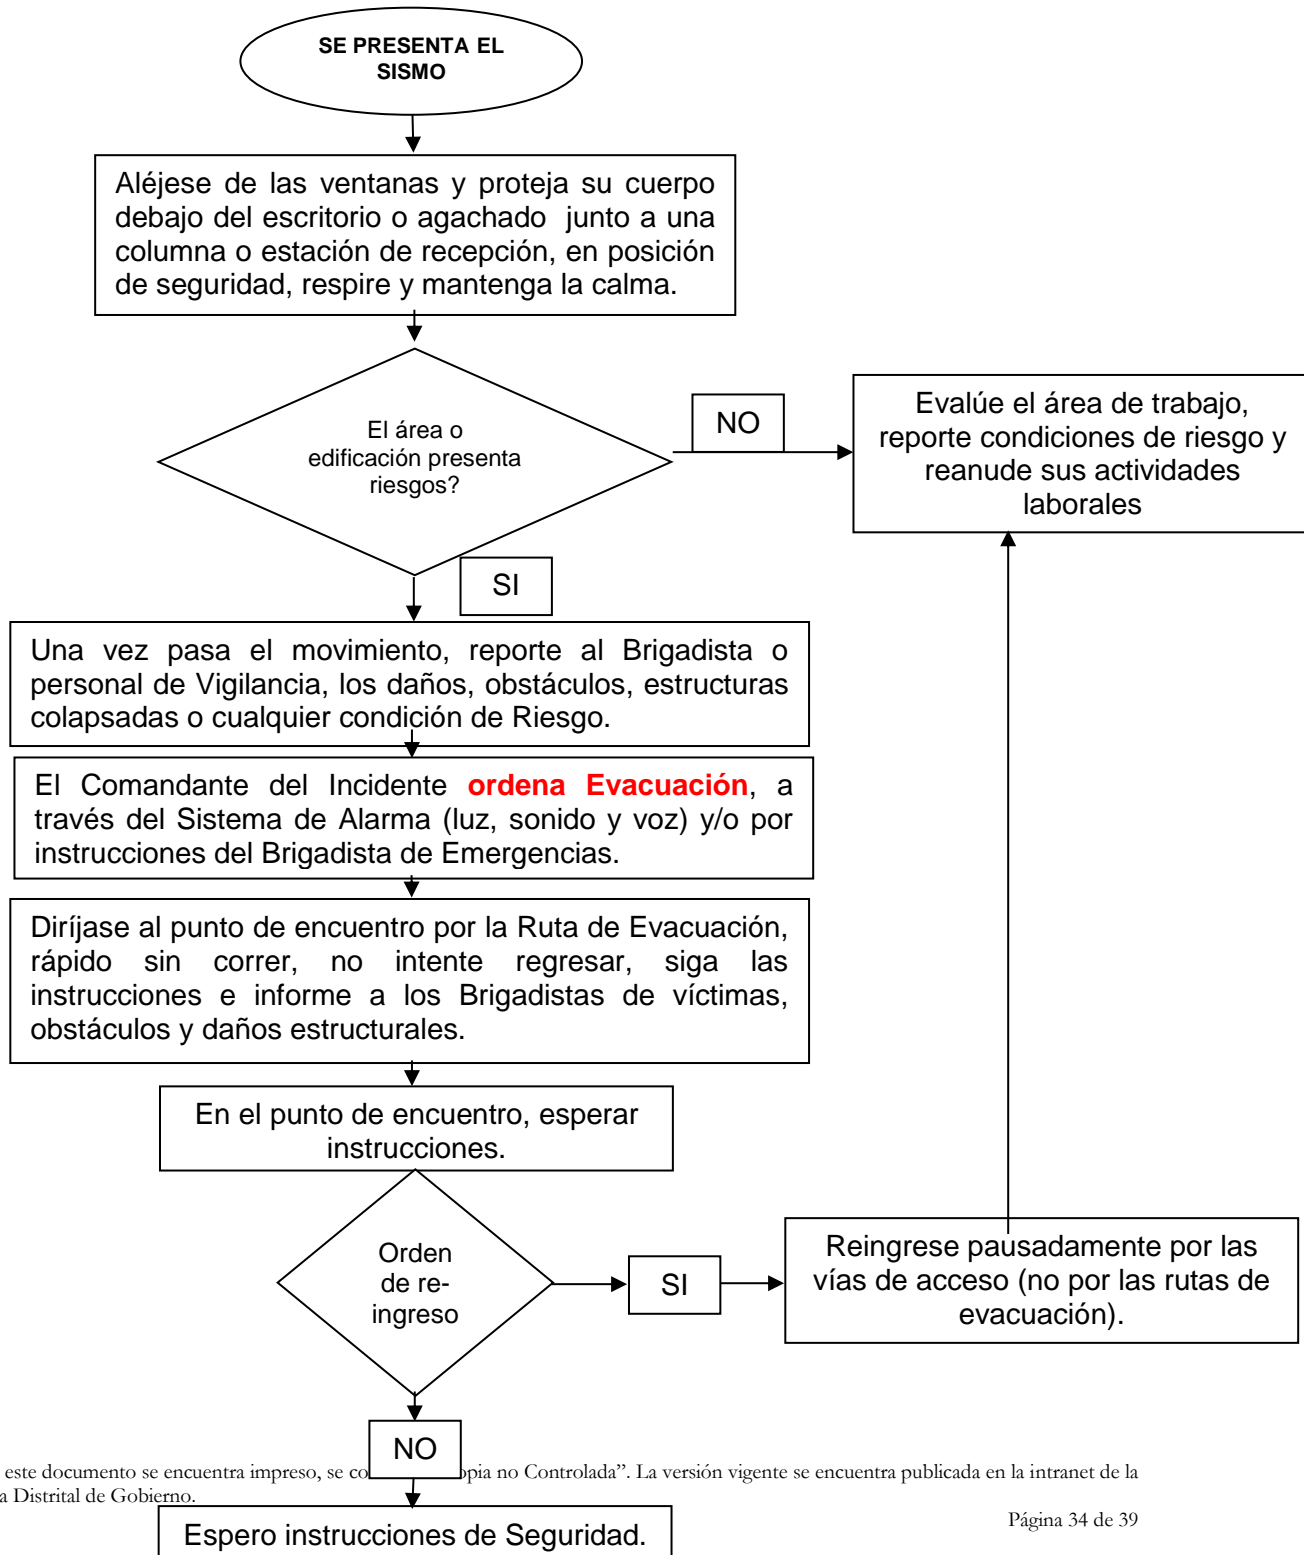 SE PRESENTA EL
SISMO
Aléjese de las ventanas y proteja su cuerpo
debajo del escritorio o agachado junto a una
columna o estación de recepción, en posición
de seguridad, respire y mantenga la calma.
El área o
edificación presenta
riesgos?
NO
Evalúe el área de trabajo,
reporte condiciones de riesgo y
reanude sus actividades
laborales
SI
Una vez pasa el movimiento, reporte al Brigadista o
personal de Vigilancia, los daños, obstáculos, estructuras
colapsadas o cualquier condición de Riesgo.
El Comandante del Incidente ordena Evacuación, a
través del Sistema de Alarma (luz, sonido y voz) y/o por
instrucciones del Brigadista de Emergencias.
Diríjase al punto de encuentro por la Ruta de Evacuación,
rápido sin correr, no intente regresar, siga las
instrucciones e informe a los Brigadistas de víctimas,
obstáculos y daños estructurales.
En el punto de encuentro, esperar
instrucciones.
Orden
de re-
ingreso
SI
Reingrese pausadamente por las
vías de acceso (no por las rutas de
evacuación).
NO
este documento se encuentra impreso, se no Controlada”. La versión vigente se encuentra publicada en la intranet de la
Distrital de Gobierno.
Página 34 de 39
Espero instrucciones de Seguridad.